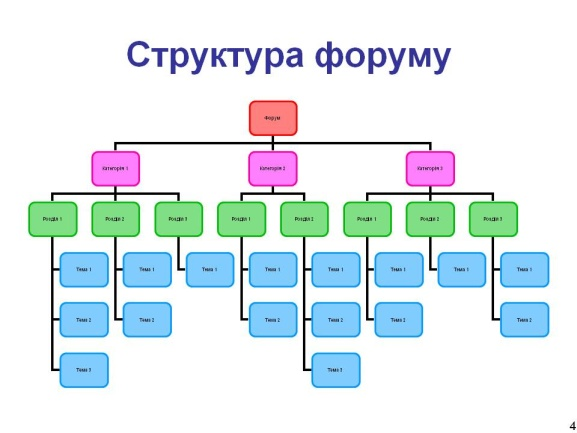 Структура форуму
Форум
Категорія 1
Категорія 2
Категорія 3
Розділ 1
Розділ 2
Розділ 3
Розділ 1
Розділ 2
Розділ 1
Розділ 2
Розділ 3
Тема 1
Тема 1
Тема 1
Тема 1
Тема 1
Тема 1
Тема 1
Тема 1
Тема 2
Тема 2
Тема 2
Тема 2
Тема 2
Тема 2
Тема 3
Тема 3
4